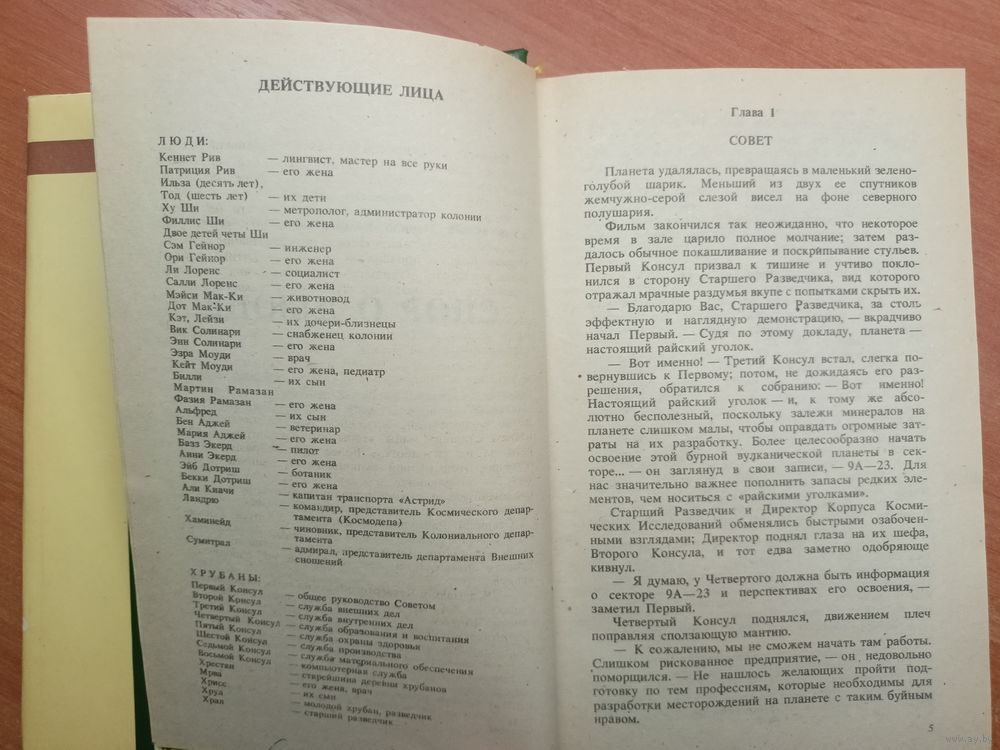 ДЕЙСТВУЮЩИЕ ЛИЦА
ЛЮДИ:
Кеннет Рив — лингвист, мастер на все руки
Патриция Рив — его жена
Ильза (десять лет),
Тод (шесть лет) — их дети
Ху Ши — метрополог, администратор колонии
Филлис Ши — его жена
Двое детей четы Ши
Сэм Гейнор — инженер
Ори Гейнор — его жена
Ли Лоренс — социалист
Салли Лоренс — его жена
Мэйси Мак-Ки — животновод
Дот Мак-Ки — его жена
Кэт, Лейзи — их дочери-близнецы
Вик Солинари — снабженец колонии
Энн Солинари — его жена
Эзра Моуди — врач
Кейт Моуди — его жена, педиатр
Билли — их сын
Мартин Рамазан
Фазия Рамазан — его жена
Альфред — их сын
Бен Аджей — ветеринар
Мария Аджей — его жена
Базз Экерд — пилот
Анни Экерд — его жена
Эйб Дотриш — ботаник
Бекки Дотриш — его жена
Али Киачи — капитан транспорта «Астрид»
Ландрю — командир, представитель Космического депар-
тамента (Космодепа)
Хаминейд — чиновник, представитель Колониального депар-
тамента
Сумитрал — адмирал, представитель департамента Внешних
сношений
ХРУБАНЫ:
Первый Консул — общее руководство Советом
Второй Консул — служба внешних дел
Третий Консул — служба внутренних дел
Четвертый Консул — служба образования и воспитания
Пятый Консул — служба охраны здоровья
Шестой Консул — служба производства
Седьмой Консул — служба материального обеспечения
Восьмой Консул — компьютерная служба
Хрестан — старейшина деревни хрубанов
Мрва — его жена, врач
Хрисс — их сын
Хрул — молодой хрубан, разведчик
Храл — старший разведчик
Глава 1
СОВЕТ
Планета удалялась, превращаясь в маленький зелено-
голубой шарик. Меньший из двух ее спутников
жемчужно-серой слезой висел на фоне северного
полушария.
Фильм закончился так неожиданно, что некоторое
время в зале царило полное молчание; затем раз-
далось обычное покашливание и поскрипывание стульев.
Первый Консул призвал к тишине и учтиво покло-
нился в сторону Старшего Разведчика, вид которого
отражал мрачные раздумья вкупе с попытками скрыть их.
— Благодарю Вас, Старшего Разведчика, за столь
эффектную и наглядную демонстрацию, — вкрадчиво
начал Первый. — Судя по этому докладу, планета —
настоящий райский уголок.
— Вот именно! — Третий Консул встал, слегка по-
вернувшись к Первому; потом, не дожидаясь его раз-
решения, обратился к собранию: — Вот именно!
Настоящий райский уголок — и, к тому же абсо-
лютно бесполезный, поскольку залежи минералов на
планете слишком малы, чтобы оправдать огромные зат-
раты на их разработку. Более целесообразно начать
освоение этой бурной вулканической планеты в сек-
торе... — он заглянул в свои записи, — 9А—23. Для
нас значительно важнее пополнить запасы редких эле-
ментов, чем носиться с «райскими уголками».
Старший Разведчик и Директор Корпуса Косми-
ческих Исследований обменялись быстрыми озабочен-
ными взглядами; Директор поднял глаза на их шефа,
Второго Консула, и тот едва заметно одобряюще
кивнул.
— Я думаю, у Четвертого должна быть информация
о секторе 9А—23 и перспективах его освоения, —
заметил Первый.
Четвертый Консул поднялся, движением плеч
поправляя сползающую мантию.
— К сожалению, мы не сможем начать там работы.
Слишком рискованное предприятие, — он недовольно
поморщился. — Не нашлось желающих пройти под-
готовку по тем профессиям, которые необходимы для
разработки месторождений на планете с таким буйным
нравом.
5
www.ay.by